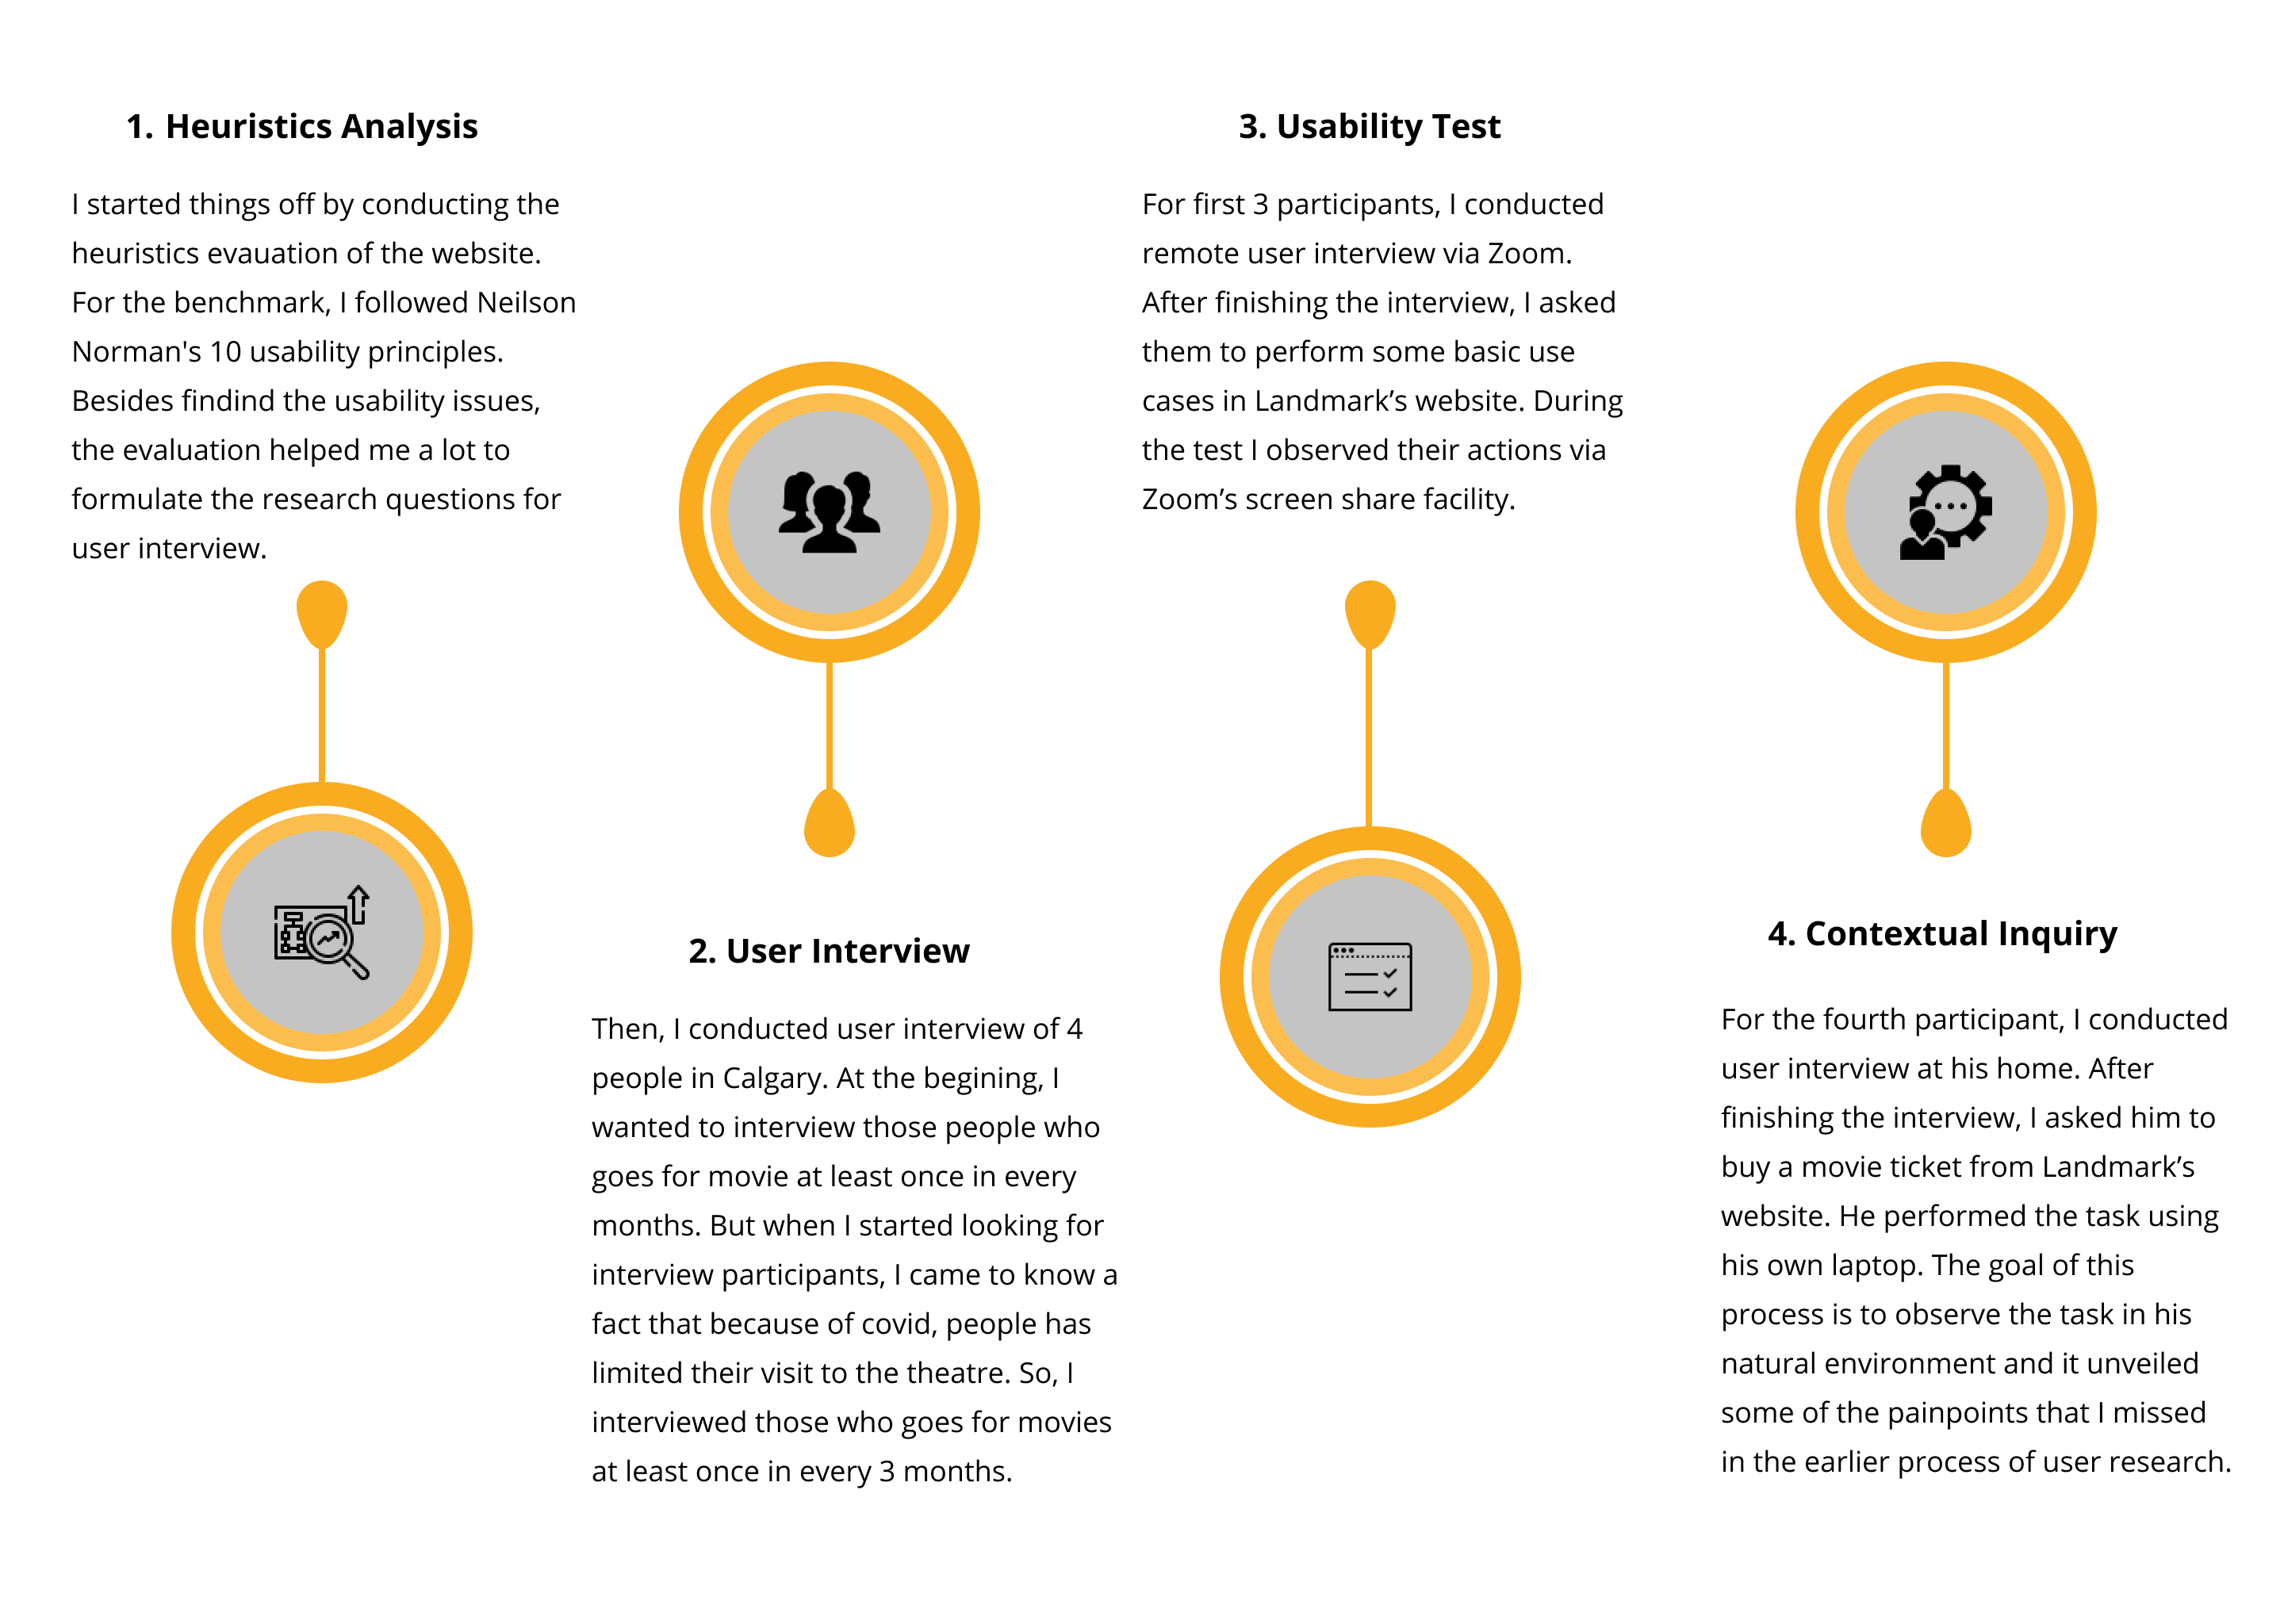 1. Heuristics Analysis
I started things off by conducting the
heuristics evauation of the website.
For the benchmark, I followed Neilson
Norman's 10 usability principles.
Besides findind the usability issues,
the evaluation helped me a lot to
formulate the research questions for
user interview.
2. User Interview
Then, I conducted user interview of 4
people in Calgary. At the begining, I
wanted to interview those people who
goes for movie at least once in every
months. But when I started looking for
interview participants, I came to know a
fact that because of covid, people has
limited their visit to the theatre. So, I
interviewed those who goes for movies
at least once in every 3 months.
3. Usability Test
For first 3 participants, I conducted
remote user interview via Zoom.
After finishing the interview, I asked
them to perform some basic use
cases in Landmark’s website. During
the test I observed their actions via
Zoom’s screen share facility.
4. Contextual Inquiry
For the fourth participant, I conducted
user interview at his home. After
finishing the interview, I asked him to
buy a movie ticket from Landmark’s
website. He performed the task using
his own laptop. The goal of this
process is to observe the task in his
natural environment and it unveiled
some of the painpoints that I missed
in the earlier process of user research.